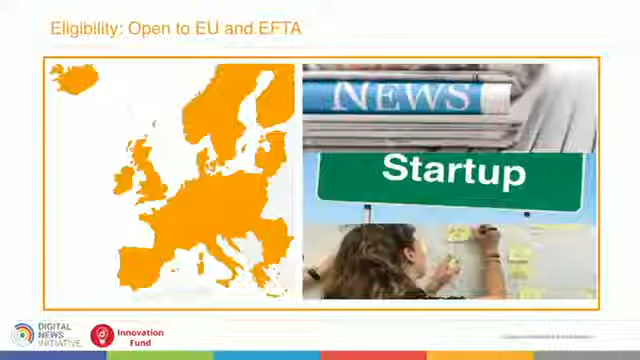 Eligibility: Open to EU and EFTA
NEWS
Startup
DIGITAL
NEWS
INITIATIVE
Innovation
Fund